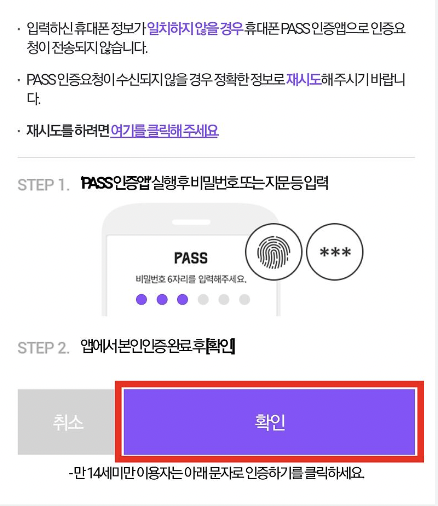 · 입력하신 휴대폰 정보가 일치하지 않을 경우 휴대폰 PASS 인증앱으로 인증요
청이 전송되지 않습니다.
· PASS 인증요청이 수신되지 않을 경우 정확한 정보로 재시도해 주시기 바랍니
다.
· 재시도를 하려면 여기를 클릭해 주세요
STEP 1. 'PASS 인증앱' 실행 후 비밀번호 또는 지문 등 입력
PASS
비밀번호 6자리를 입력해주세요.
***
STEP 2. 앱에서 본인인증 완료 후 [확인]
취소 확인
- 만 14세미만 이용자는 아래 문자로 인증하기를 클릭하세요.